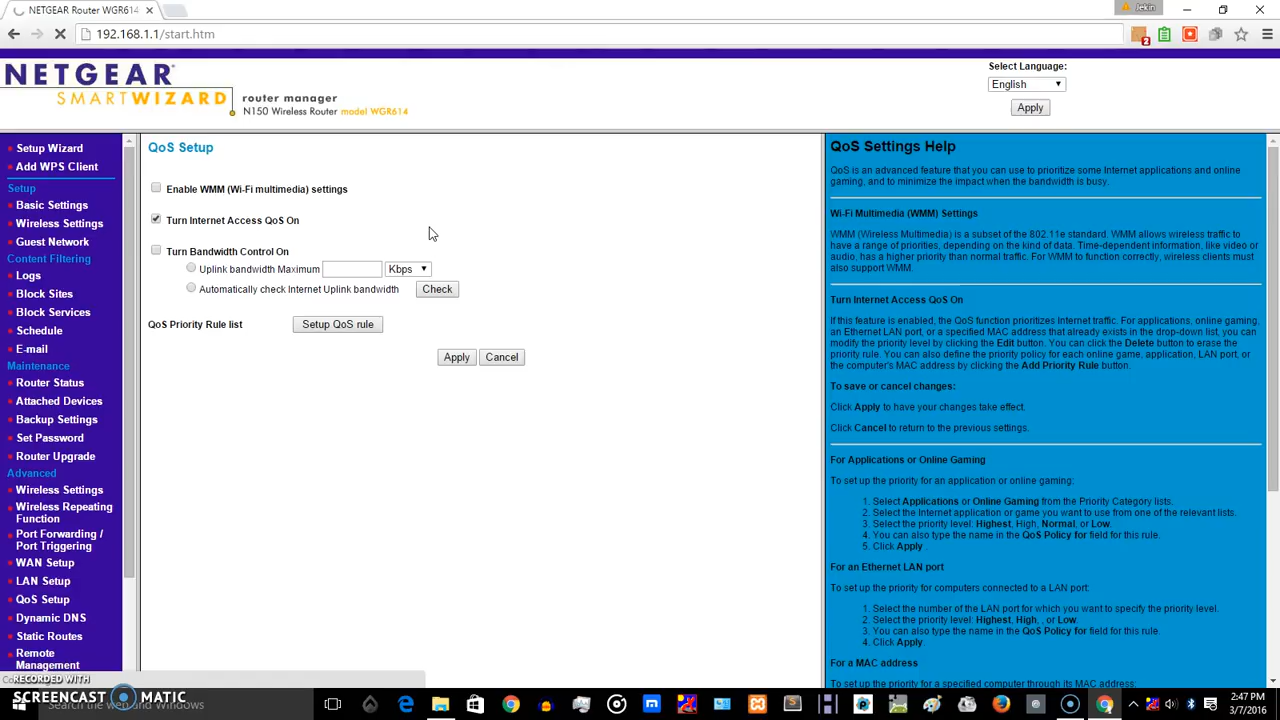 NETGEAR Router WGR614
Jekin
192.168.1.1/start.htm
2
NETGEAR®
SMARTWIZARD
router manager
N150 Wireless Router model WGR614
Select Language:
English
Apply
Setup Wizard
Add WPS Client
Setup
Basic Settings
Wireless Settings
Guest Network
Content Filtering
Logs
Block Sites
Block Services
Schedule
E-mail
Maintenance
Router Status
Attached Devices
Backup Settings
Set Password
Router Upgrade
Advanced
Wireless Settings
Wireless Repeating
Function
Port Forwarding /
Port Triggering
WAN Setup
LAN Setup
QoS Setup
Dynamic DNS
Static Routes
Remote
Management
QoS Setup
Enable WMM (Wi-Fi multimedia) settings
Turn Internet Access QoS On
Turn Bandwidth Control On
Uplink bandwidth Maximum
Kbps
Automatically check Internet Uplink bandwidth
Check
QoS Priority Rule list
Setup QoS rule
Apply
Cancel
QoS Settings Help
QoS is an advanced feature that you can use to prioritize some Internet applications and online
gaming, and to minimize the impact when the bandwidth is busy.
Wi-Fi Multimedia (WMM) Settings
WMM (Wireless Multimedia) is a subset of the 802.11e standard. WMM allows wireless traffic to
have a range of priorities, depending on the kind of data. Time-dependent information, like video or
audio, has a higher priority than normal traffic. For WMM to function correctly, wireless clients must
also support WMM.
Turn Internet Access QoS On
If this feature is enabled, the QoS function prioritizes Internet traffic. For applications, online gaming,
an Ethernet LAN port, or a specified MAC address that already exists in the drop-down list, you can
modify the priority level by clicking the Edit button. You can click the Delete button to erase the
priority rule. You can also define the priority policy for each online game, application, LAN port, or
the computer's MAC address by clicking the Add Priority Rule button.
To save or cancel changes:
Click Apply to have your changes take effect.
Click Cancel to return to the previous settings.
For Applications or Online Gaming
To set up the priority for an application or online gaming:
1. Select Applications or Online Gaming from the Priority Category lists.
2. Select the Internet application or game you want to use from one of the relevant lists.
3. Select the priority level: Highest, High, Normal, or Low.
4. You can also type the name in the QoS Policy for field for this rule.
5. Click Apply .
For an Ethernet LAN port
To set up the priority for computers connected to a LAN port:
1. Select the number of the LAN port for which you want to specify the priority level.
2. Select the priority level: Highest, High, , or Low.
3. You can also type the name in the QoS Policy for field for this rule.
4. Click Apply.
For a MAC address
To set up the priority for a specified computer through its MAC address:
RECORDED WITH
SCREENCAST MATIC
Search the web and Windows
2:47 PM
3/7/2016